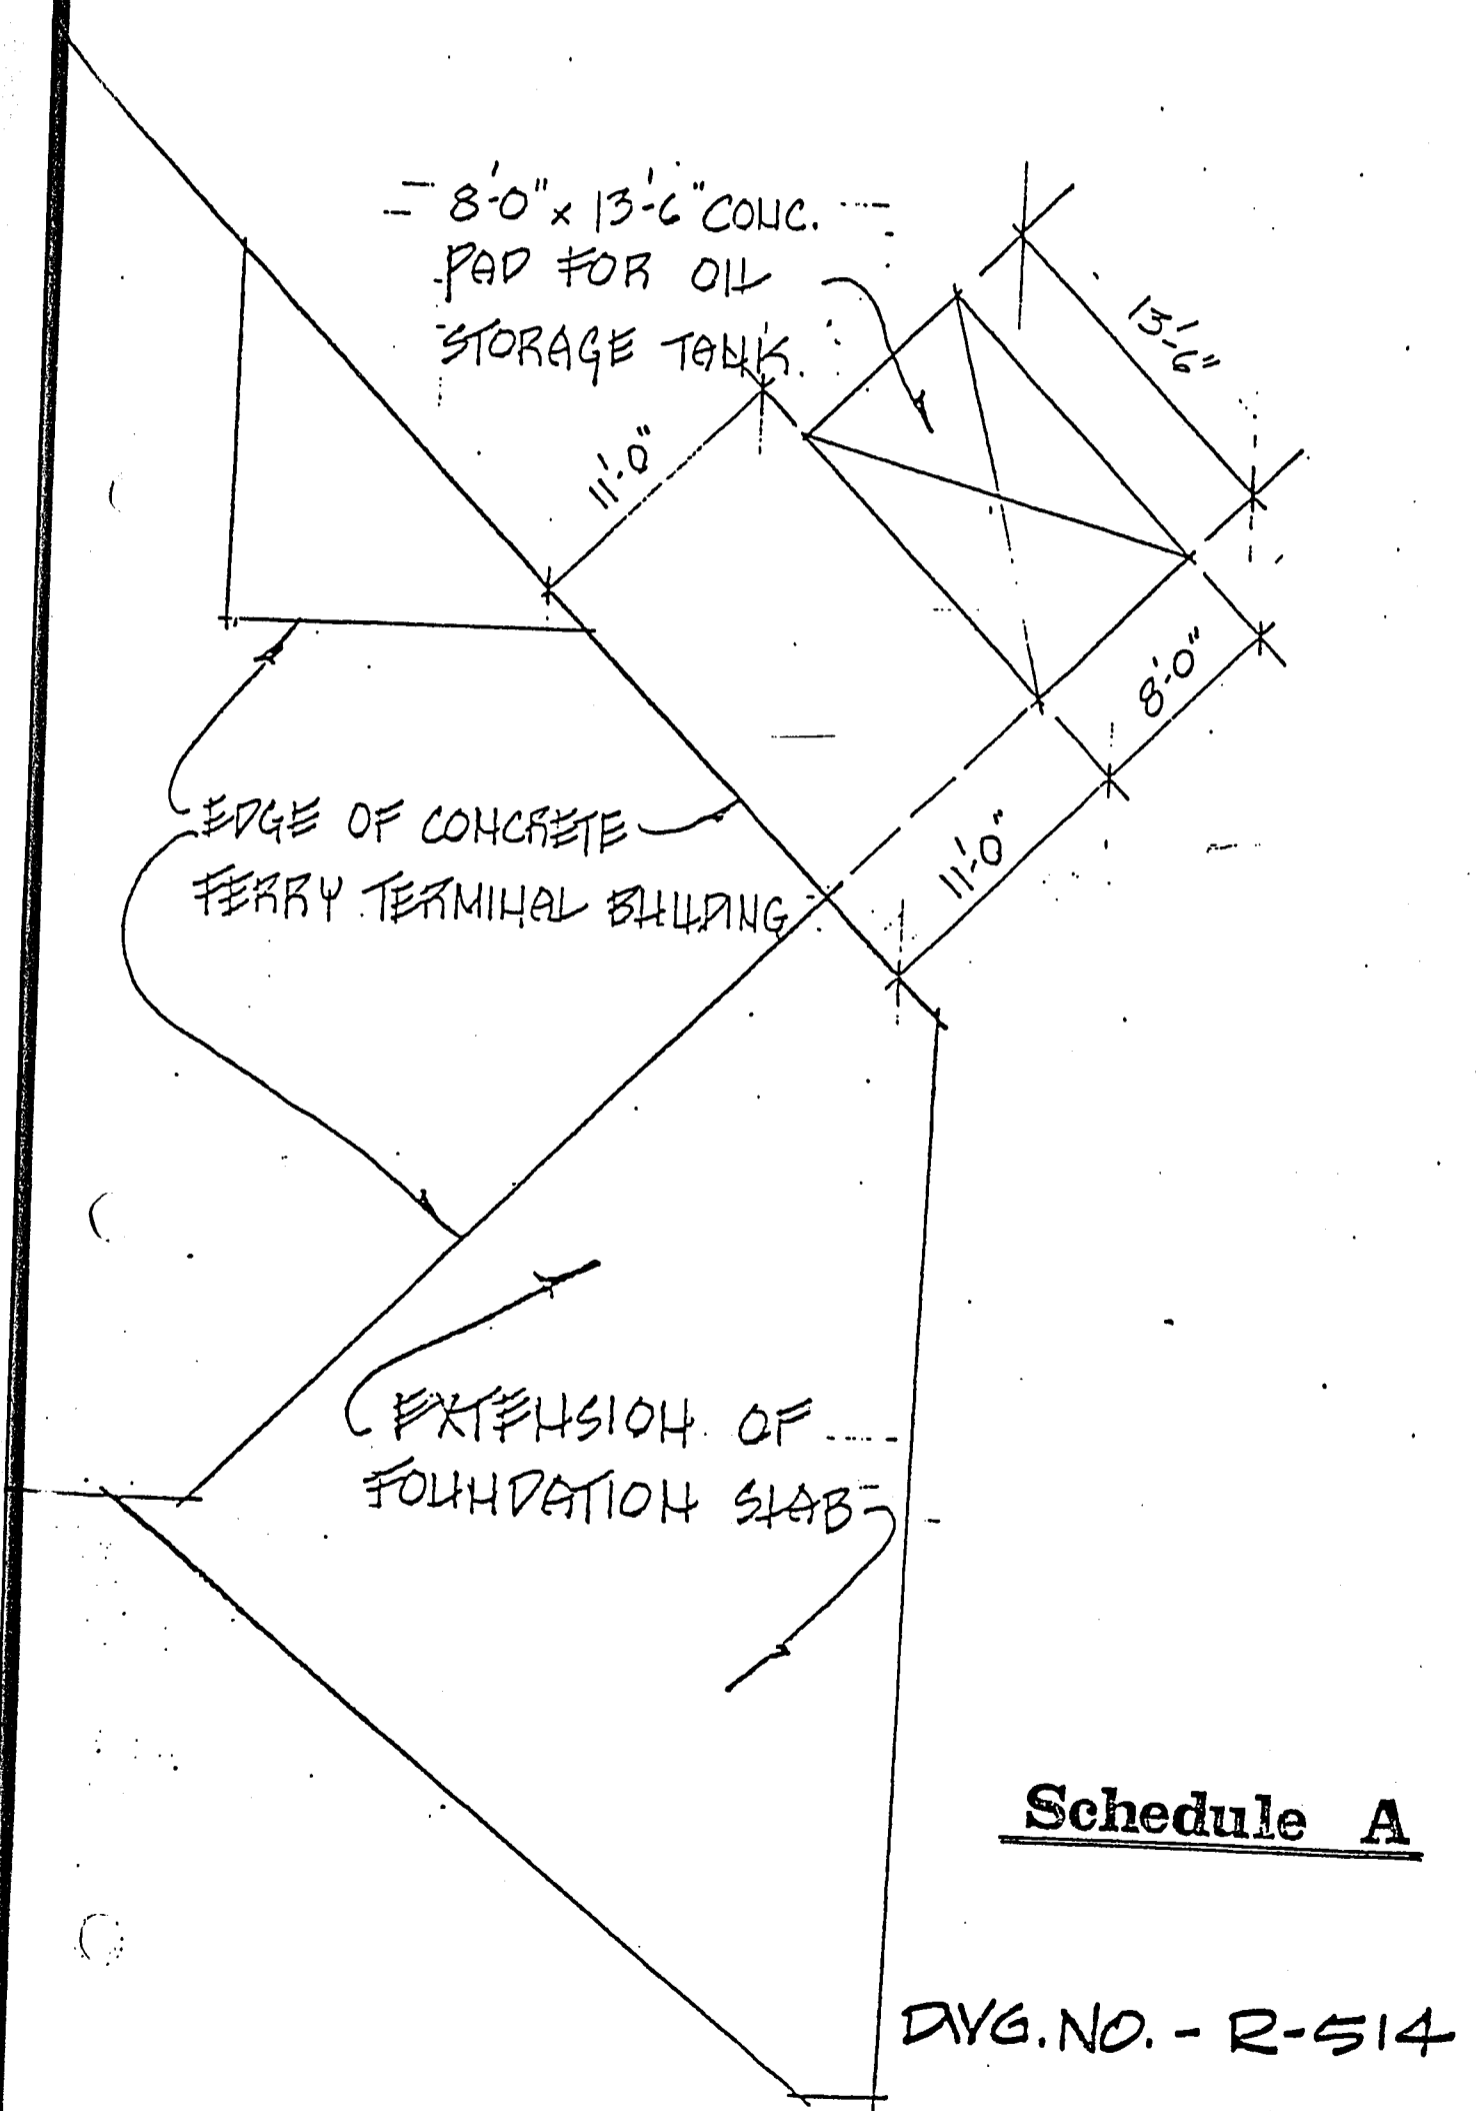 8'-0" x 13'-6" CONC.
PAD FOR OIL
STORAGE TANK.
13'-6"
11'-0"
8'-0"
11'-0"
EDGE OF CONCRETE
FERRY TERMINAL BUILDING
EXTENSION OF
FOUNDATION SLAB
Schedule A
DWG. NO. - R-514